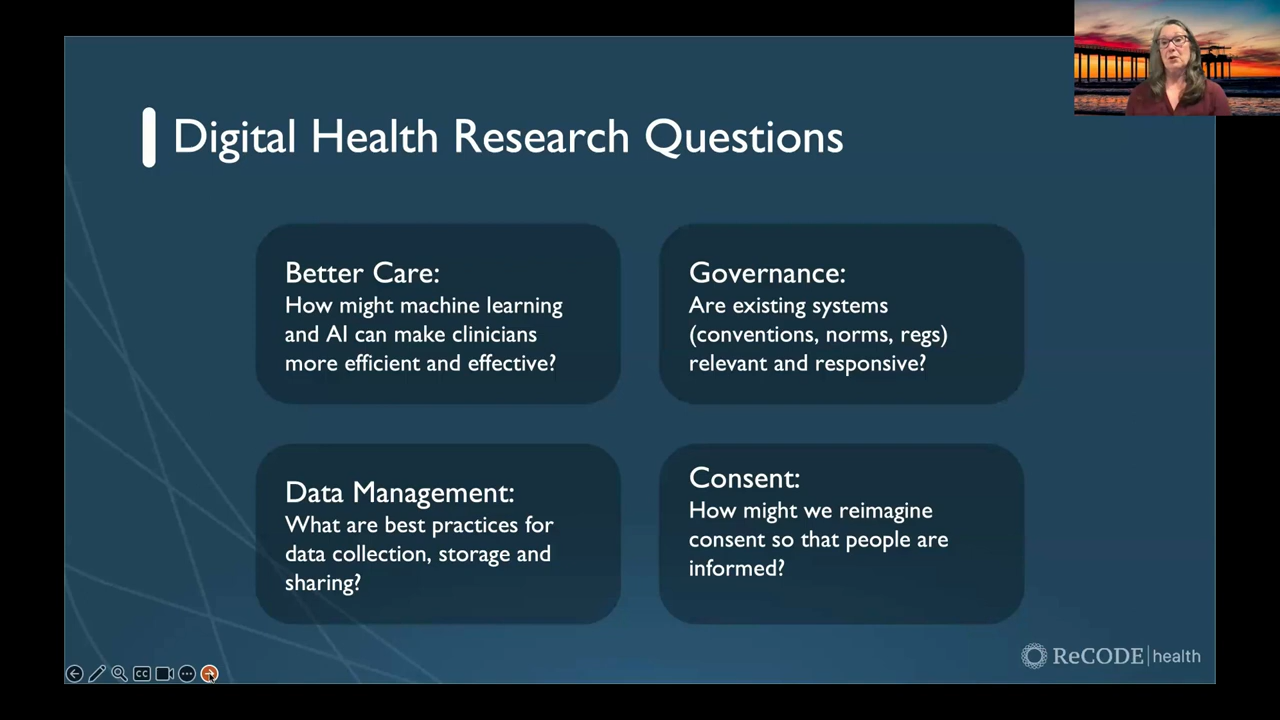 Digital Health Research Questions
Better Care:
How might machine learning
and AI can make clinicians
more efficient and effective?
Governance:
Are existing systems
(conventions, norms, regs)
relevant and responsive?
Data Management:
What are best practices for
data collection, storage and
sharing?
Consent:
How might we reimagine
consent so that people are
informed?
CC
ReCODE health